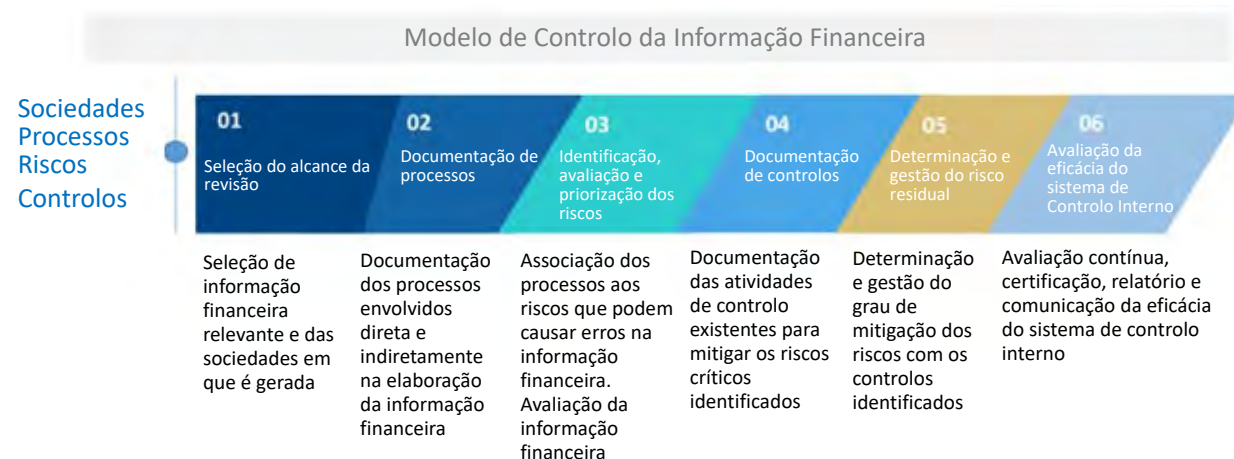 Modelo de Controlo da Informação Financeira
Sociedades
Processos
Riscos
Controlos
01
Seleção do alcance da
revisão
02
Documentação de
processos
03
Identificação,
avaliação e
priorização dos
riscos
04
Documentação
de controlos
05
Determinação e
gestão do risco
residual
06
Avaliação da
eficácia do
sistema de
Controlo Interno
Seleção de
informação
financeira
relevante e das
sociedades em
que é gerada
Documentação
dos processos
envolvidos
direta e
indiretamente
na elaboração
da informação
financeira
Associação dos
processos aos
riscos que podem
causar erros na
informação
financeira.
Avaliação da
informação
financeira
Documentação
das atividades
de controlo
existentes para
mitigar os riscos
críticos
identificados
Determinação
e gestão do
grau de
mitigação dos
riscos com os
controlos
identificados
Avaliação contínua,
certificação, relatório e
comunicação da eficácia
do sistema de controlo
interno